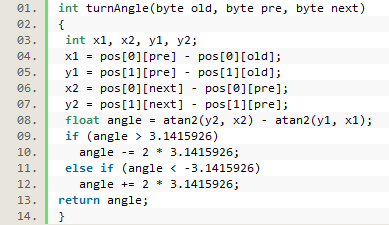 01. int turnAngle(byte old, byte pre, byte next)
02. {
03. int x1, x2, y1, y2;
04. x1 = pos[0][pre] - pos[0][old];
05. y1 = pos[1][pre] - pos[1][old];
06. x2 = pos[0][next] - pos[0][pre];
07. y2 = pos[1][next] - pos[1][pre];
08. float angle = atan2(y2, x2) - atan2(y1, x1);
09. if (angle > 3.1415926)
10. angle -= 2 * 3.1415926;
11. else if (angle < -3.1415926)
12. angle += 2 * 3.1415926;
13. return angle;
14. }